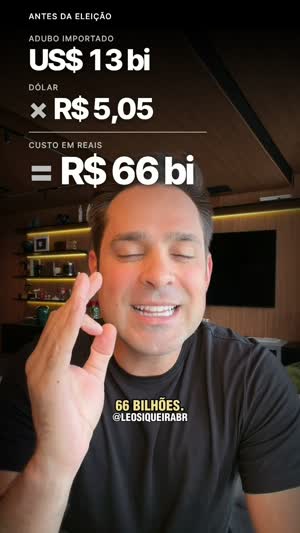 ANTES DA ELEIÇÃO
ADUBO IMPORTADO
US$ 13 bi
DÓLAR
× R$ 5,05
CUSTO EM REAIS
= R$ 66 bi
66 BILHÕES.
@LEOSIQUEIRABR